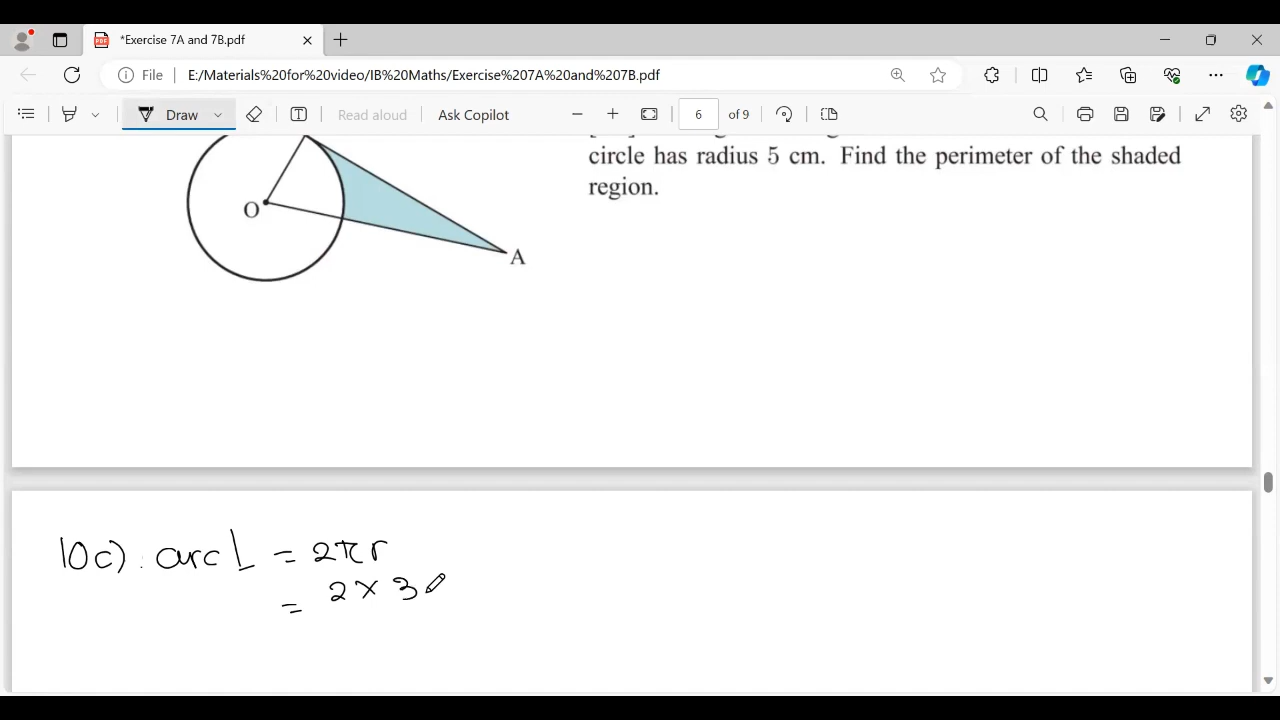 *Exercise 7A and 7B.pdf
File E:/Materials%20for%20video/IB%20Maths/Exercise%207A%20and%207B.pdf
Draw Read aloud Ask Copilot 6 of 9
circle has radius 5 cm. Find the perimeter of the shaded
region.
O
A
10c) . arc L = 2πr
= 2 × 3